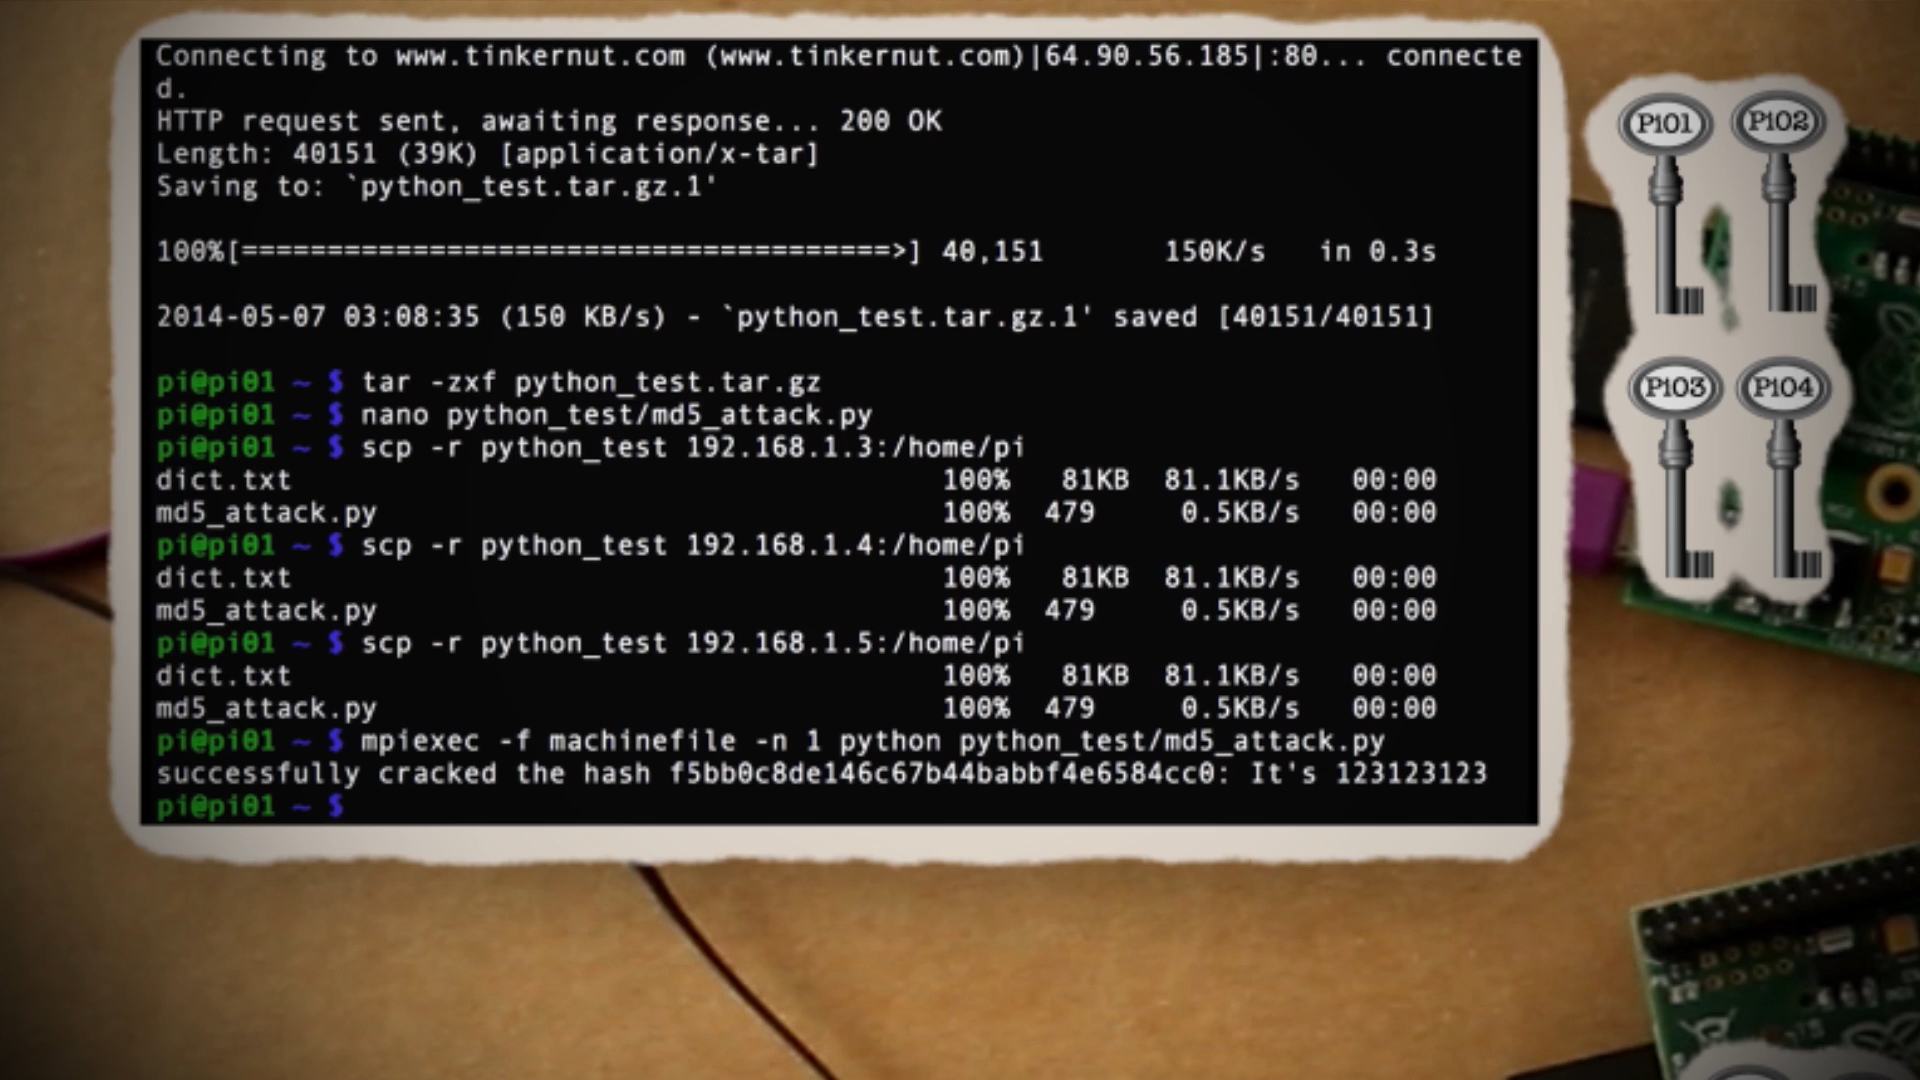 Connecting to www.tinkernut.com (www.tinkernut.com)|64.90.56.185|:80... connecte
d.
HTTP request sent, awaiting response... 200 OK
Length: 40151 (39K) [application/x-tar]
Saving to: `python_test.tar.gz.1'
100%[======================================>] 40,151 150K/s in 0.3s
2014-05-07 03:08:35 (150 KB/s) - `python_test.tar.gz.1' saved [40151/40151]
pi@pi01 ~ $ tar -zxf python_test.tar.gz
pi@pi01 ~ $ nano python_test/md5_attack.py
pi@pi01 ~ $ scp -r python_test 192.168.1.3:/home/pi
dict.txt 100% 81KB 81.1KB/s 00:00
md5_attack.py 100% 479 0.5KB/s 00:00
pi@pi01 ~ $ scp -r python_test 192.168.1.4:/home/pi
dict.txt 100% 81KB 81.1KB/s 00:00
md5_attack.py 100% 479 0.5KB/s 00:00
pi@pi01 ~ $ scp -r python_test 192.168.1.5:/home/pi
dict.txt 100% 81KB 81.1KB/s 00:00
md5_attack.py 100% 479 0.5KB/s 00:00
pi@pi01 ~ $ mpiexec -f machinefile -n 1 python python_test/md5_attack.py
successfully cracked the hash f5bb0c8de146c67b44babbf4e6584cc0: It's 123123123
pi@pi01 ~ $
Pi01 Pi02
Pi03 Pi04